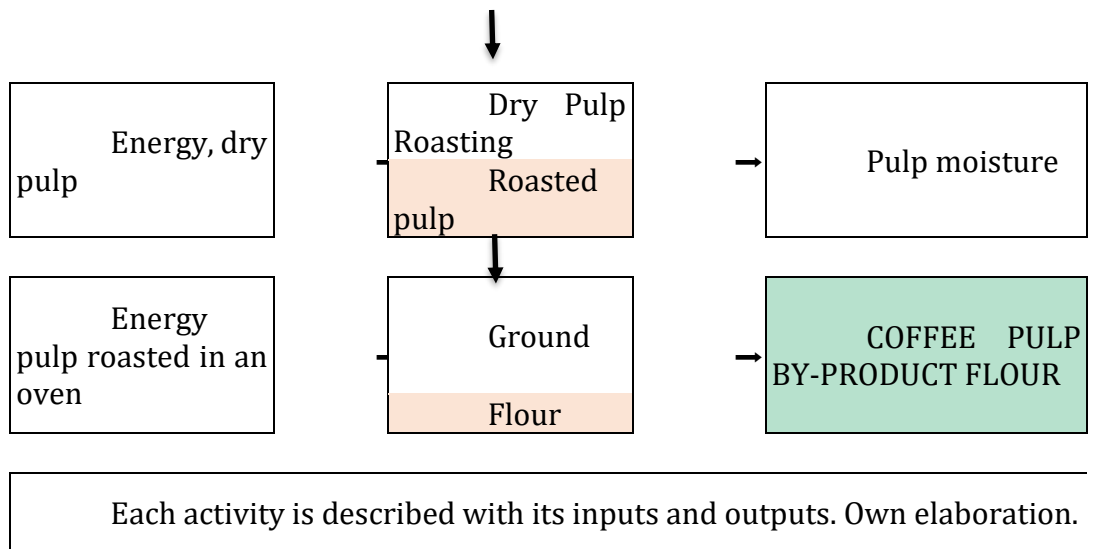 Energy, dry
pulp
Dry Pulp
Roasting
Roasted
pulp
Pulp moisture
Energy
pulp roasted in an
oven
Ground
Flour
COFFEE PULP
BY-PRODUCT FLOUR
Each activity is described with its inputs and outputs. Own elaboration.